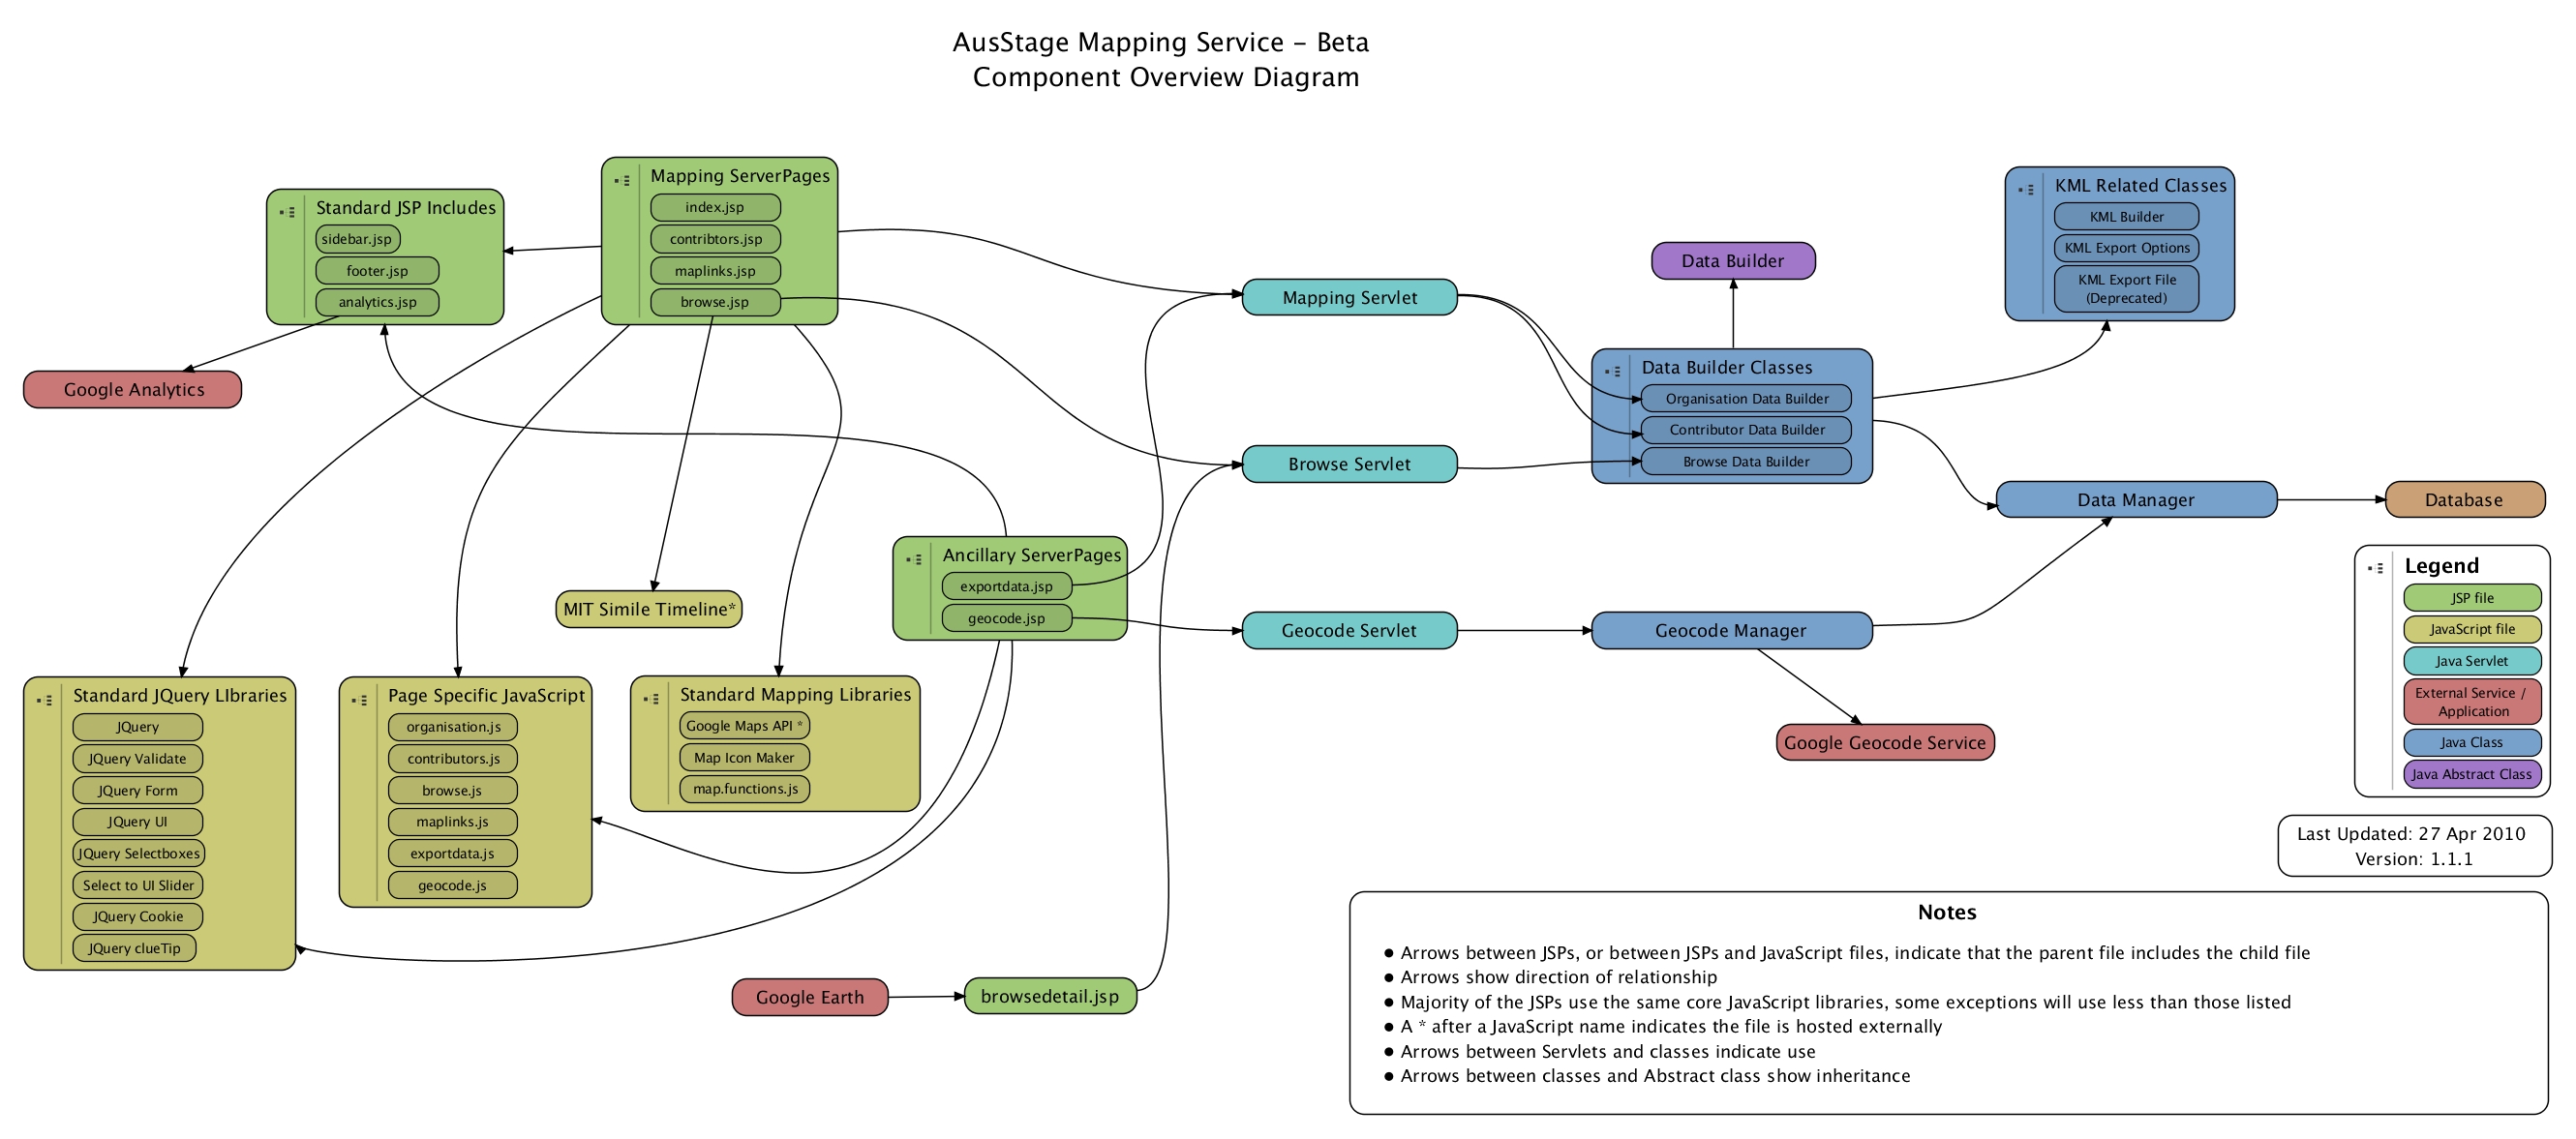 AusStage Mapping Service - Beta
Component Overview Diagram
Standard JSP Includes
sidebar.jsp
footer.jsp
analytics.jsp
Google Analytics
Mapping ServerPages
index.jsp
contribtors.jsp
maplinks.jsp
browse.jsp
Mapping Servlet
Browse Servlet
Data Builder
Data Builder Classes
Organisation Data Builder
Contributor Data Builder
Browse Data Builder
KML Related Classes
KML Builder
KML Export Options
KML Export File
(Deprecated)
Data Manager
Database
Ancillary ServerPages
exportdata.jsp
geocode.jsp
MIT Simile Timeline*
Geocode Servlet
Geocode Manager
Google Geocode Service
Standard JQuery LIbraries
JQuery
JQuery Validate
JQuery Form
JQuery UI
JQuery Selectboxes
Select to UI Slider
JQuery Cookie
JQuery clueTip
Page Specific JavaScript
organisation.js
contributors.js
browse.js
maplinks.js
exportdata.js
geocode.js
Standard Mapping Libraries
Google Maps API *
Map Icon Maker
map.functions.js
Google Earth
browsedetail.jsp
Legend
JSP file
JavaScript file
Java Servlet
External Service /
Application
Java Class
Java Abstract Class
Last Updated: 27 Apr 2010
Version: 1.1.1
Notes
● Arrows between JSPs, or between JSPs and JavaScript files, indicate that the parent file includes the child file
● Arrows show direction of relationship
● Majority of the JSPs use the same core JavaScript libraries, some exceptions will use less than those listed
● A * after a JavaScript name indicates the file is hosted externally
● Arrows between Servlets and classes indicate use
● Arrows between classes and Abstract class show inheritance